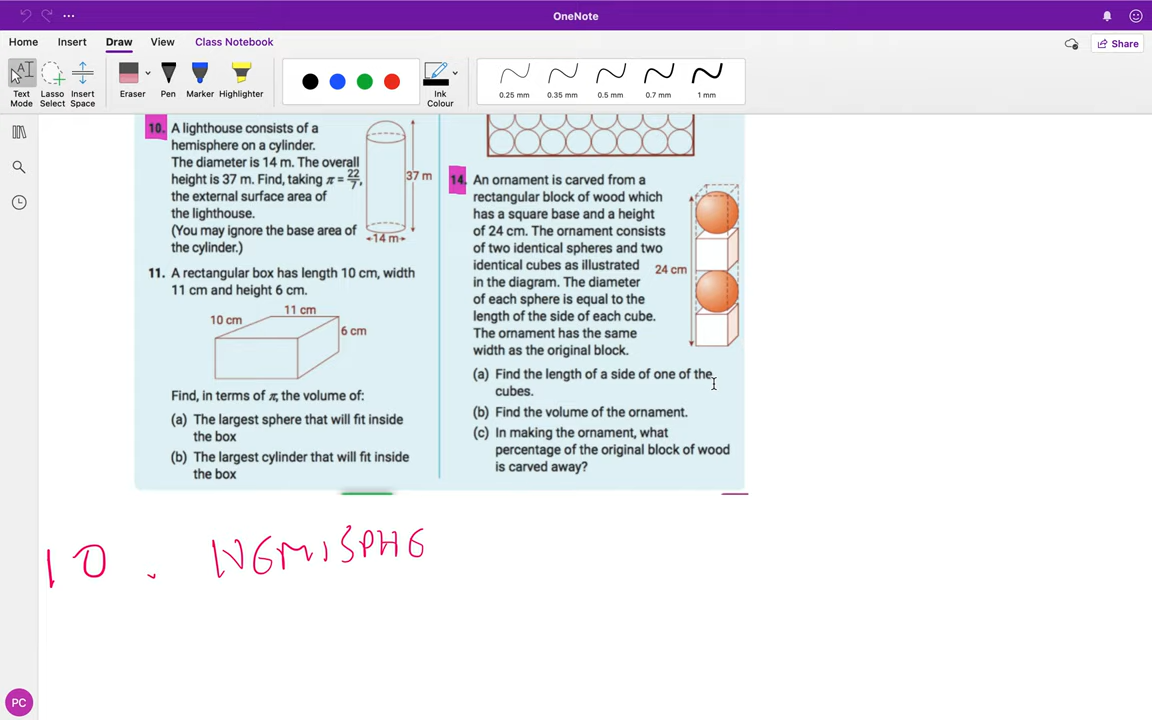 OneNote
Home Insert Draw View Class Notebook
Share
Text Mode
Lasso Select
Insert Space
Eraser
Pen
Marker
Highlighter
Ink Colour
0.25 mm 0.35 mm 0.5 mm 0.7 mm 1 mm
10. A lighthouse consists of a
hemisphere on a cylinder.
The diameter is 14 m. The overall
height is 37 m. Find, taking π = 22/7,
the external surface area of
the lighthouse.
(You may ignore the base area of
the cylinder.)
37 m
14 m
11. A rectangular box has length 10 cm, width
11 cm and height 6 cm.
11 cm
10 cm
6 cm
Find, in terms of π, the volume of:
(a) The largest sphere that will fit inside
the box
(b) The largest cylinder that will fit inside
the box
14. An ornament is carved from a
rectangular block of wood which
has a square base and a height
of 24 cm. The ornament consists
of two identical spheres and two
identical cubes as illustrated
in the diagram. The diameter
of each sphere is equal to the
length of the side of each cube.
The ornament has the same
width as the original block.
24 cm
(a) Find the length of a side of one of the
cubes.
(b) Find the volume of the ornament.
(c) In making the ornament, what
percentage of the original block of wood
is carved away?
10. HEMISPHE
PC